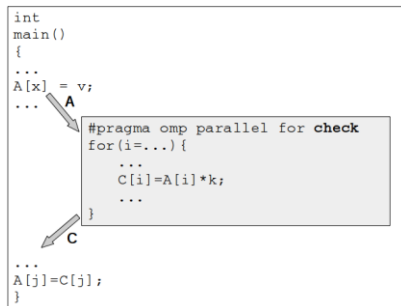 int
main()
{
...
A[x] = v;
...
A
#pragma omp parallel for check
for(i=...){
...
C[i]=A[i]*k;
...
}
C
...
A[j]=C[j];
}